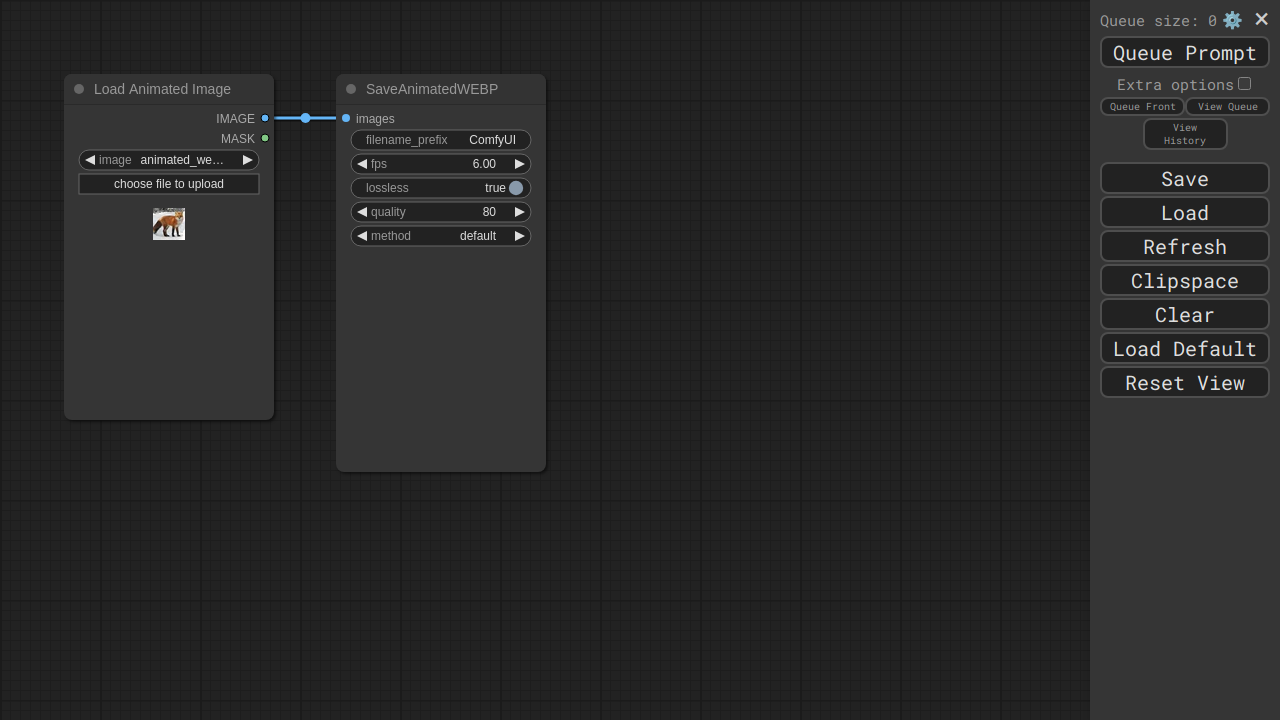 Load Animated Image
IMAGE
MASK
image animated_we…
choose file to upload
SaveAnimatedWEBP
images
filename_prefix ComfyUI
fps 6.00
lossless true
quality 80
method default
Queue size: 0
Queue Prompt
Extra options
Queue Front View Queue
View
History
Save
Load
Refresh
Clipspace
Clear
Load Default
Reset View